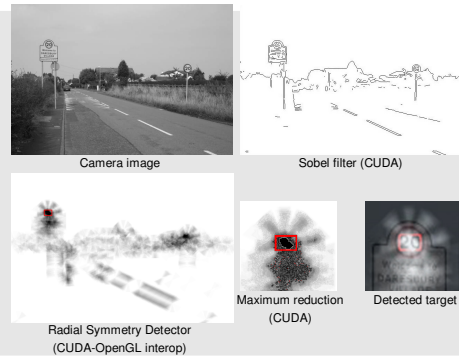 Camera image
Sobel filter (CUDA)
20
Radial Symmetry Detector
(CUDA-OpenGL interop)
Maximum reduction
(CUDA)
Detected target